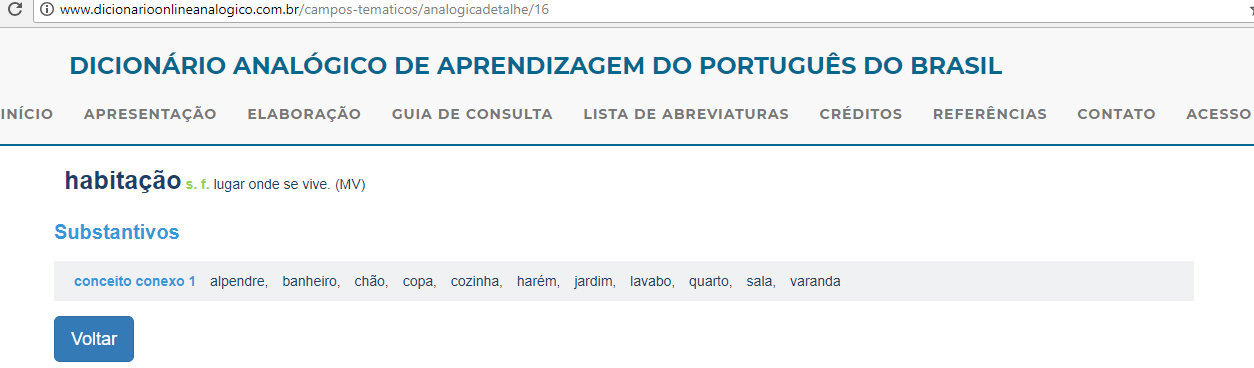 www.dicionarioonlineanalogico.com.br/campos-tematicos/analogicadetalhe/16
DICIONÁRIO ANALÓGICO DE APRENDIZAGEM DO PORTUGUÊS DO BRASIL
INÍCIO APRESENTAÇÃO ELABORAÇÃO GUIA DE CONSULTA LISTA DE ABREVIATURAS CRÉDITOS REFERÊNCIAS CONTATO ACESSO
habitação s. f. lugar onde se vive. (MV)
Substantivos
conceito conexo 1 alpendre, banheiro, chão, copa, cozinha, harém, jardim, lavabo, quarto, sala, varanda
Voltar